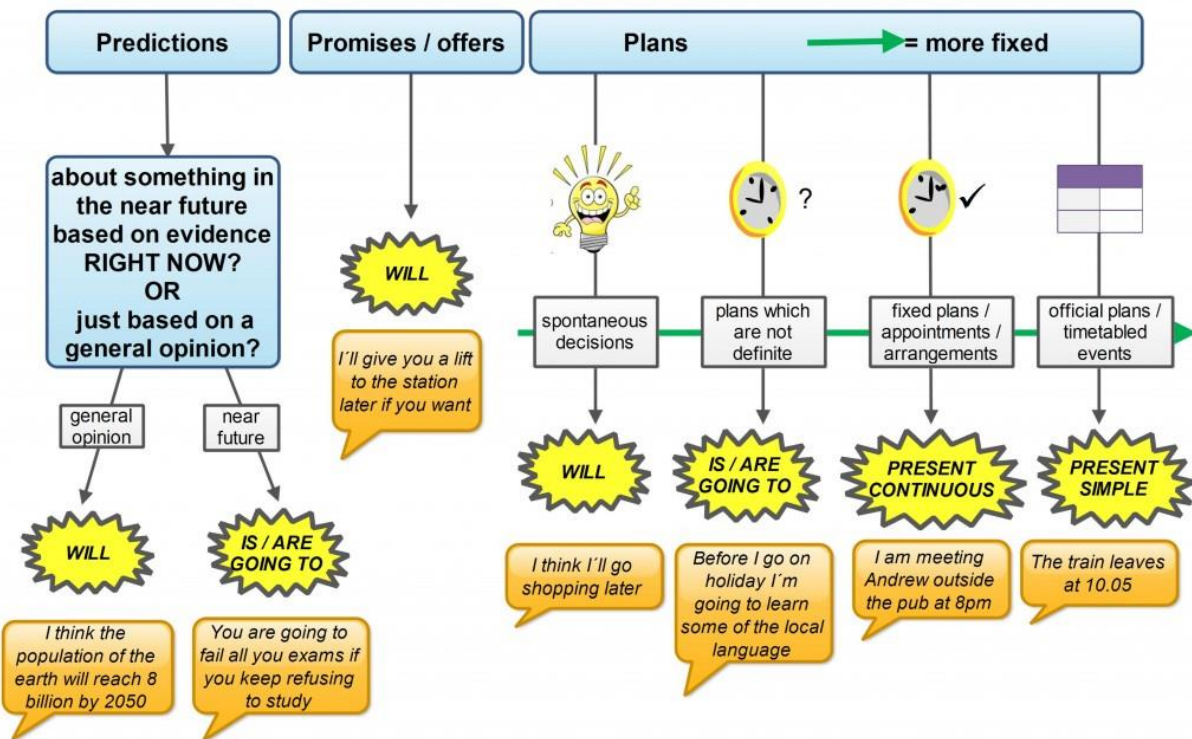 Predictions
Promises / offers
Plans
= more fixed
about something in
the near future
based on evidence
RIGHT NOW?
OR
just based on a
general opinion?
general
opinion
near
future
WILL
IS / ARE
GOING TO
I think the
population of the
earth will reach 8
billion by 2050
You are going to
fail all you exams if
you keep refusing
to study
WILL
I´ll give you a lift
to the station
later if you want
?
✓
spontaneous
decisions
plans which
are not
definite
fixed plans /
appointments /
arrangements
official plans /
timetabled
events
WILL
IS / ARE
GOING TO
PRESENT
CONTINUOUS
PRESENT
SIMPLE
I think I´ll go
shopping later
Before I go on
holiday I´m
going to learn
some of the local
language
I am meeting
Andrew outside
the pub at 8pm
The train leaves
at 10.05